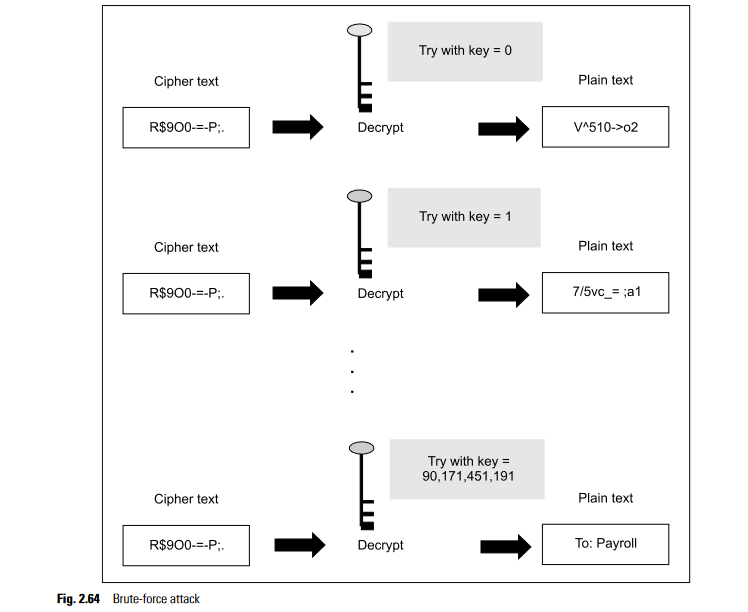 Try with key = 0
Cipher text
Plain text
R$9O0-=-P;.
Decrypt
V^510->o2
Try with key = 1
Cipher text
Plain text
R$9O0-=-P;.
Decrypt
7/5vc_= ;a1
.
.
.
Try with key =
90,171,451,191
Cipher text
Plain text
R$9O0-=-P;.
Decrypt
To: Payroll
Fig. 2.64 Brute-force attack